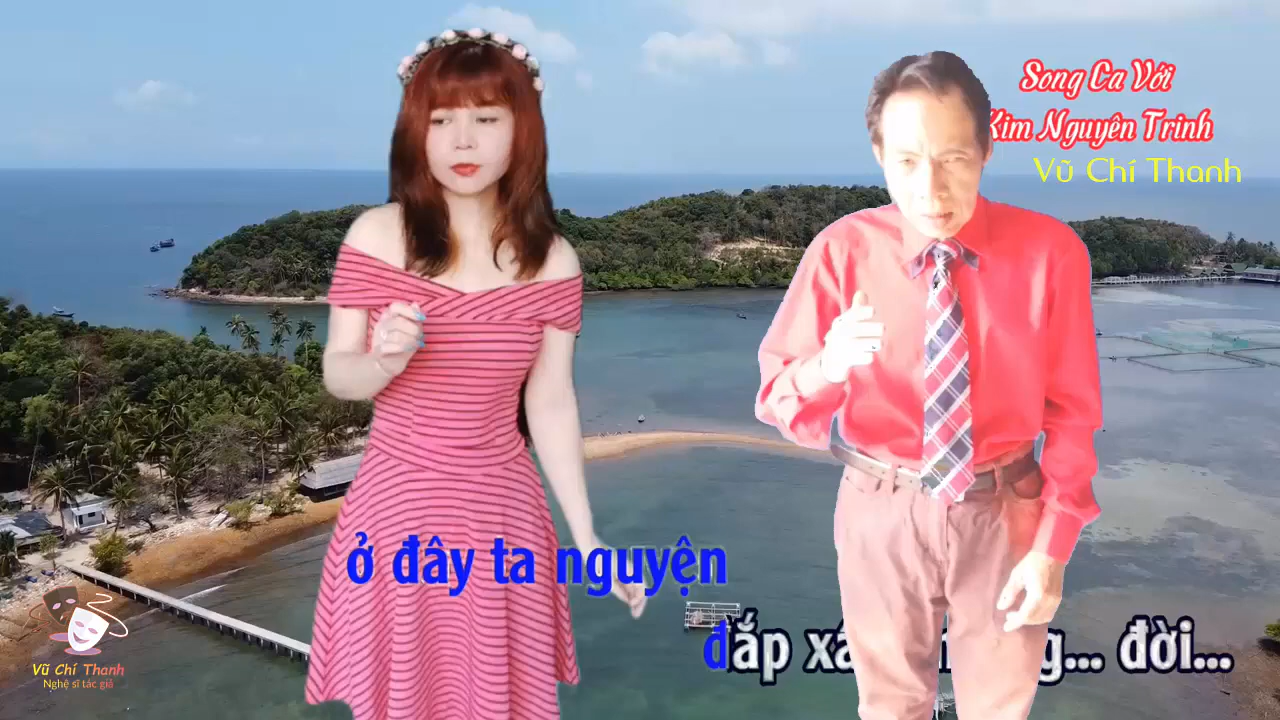 Song Ca Với
Kim Nguyên Trinh
Vũ Chí Thanh
ở đây ta nguyện
đắp đời...
Vũ Chí Thanh
Nghệ sĩ tác giả